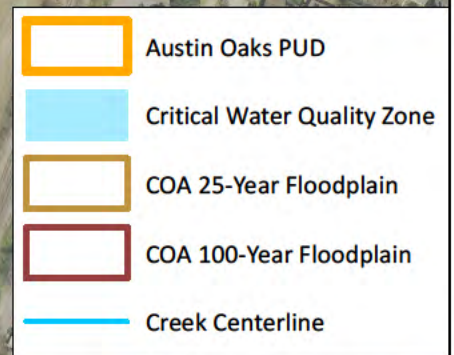 Austin Oaks PUD
Critical Water Quality Zone
COA 25-Year Floodplain
COA 100-Year Floodplain
Creek Centerline